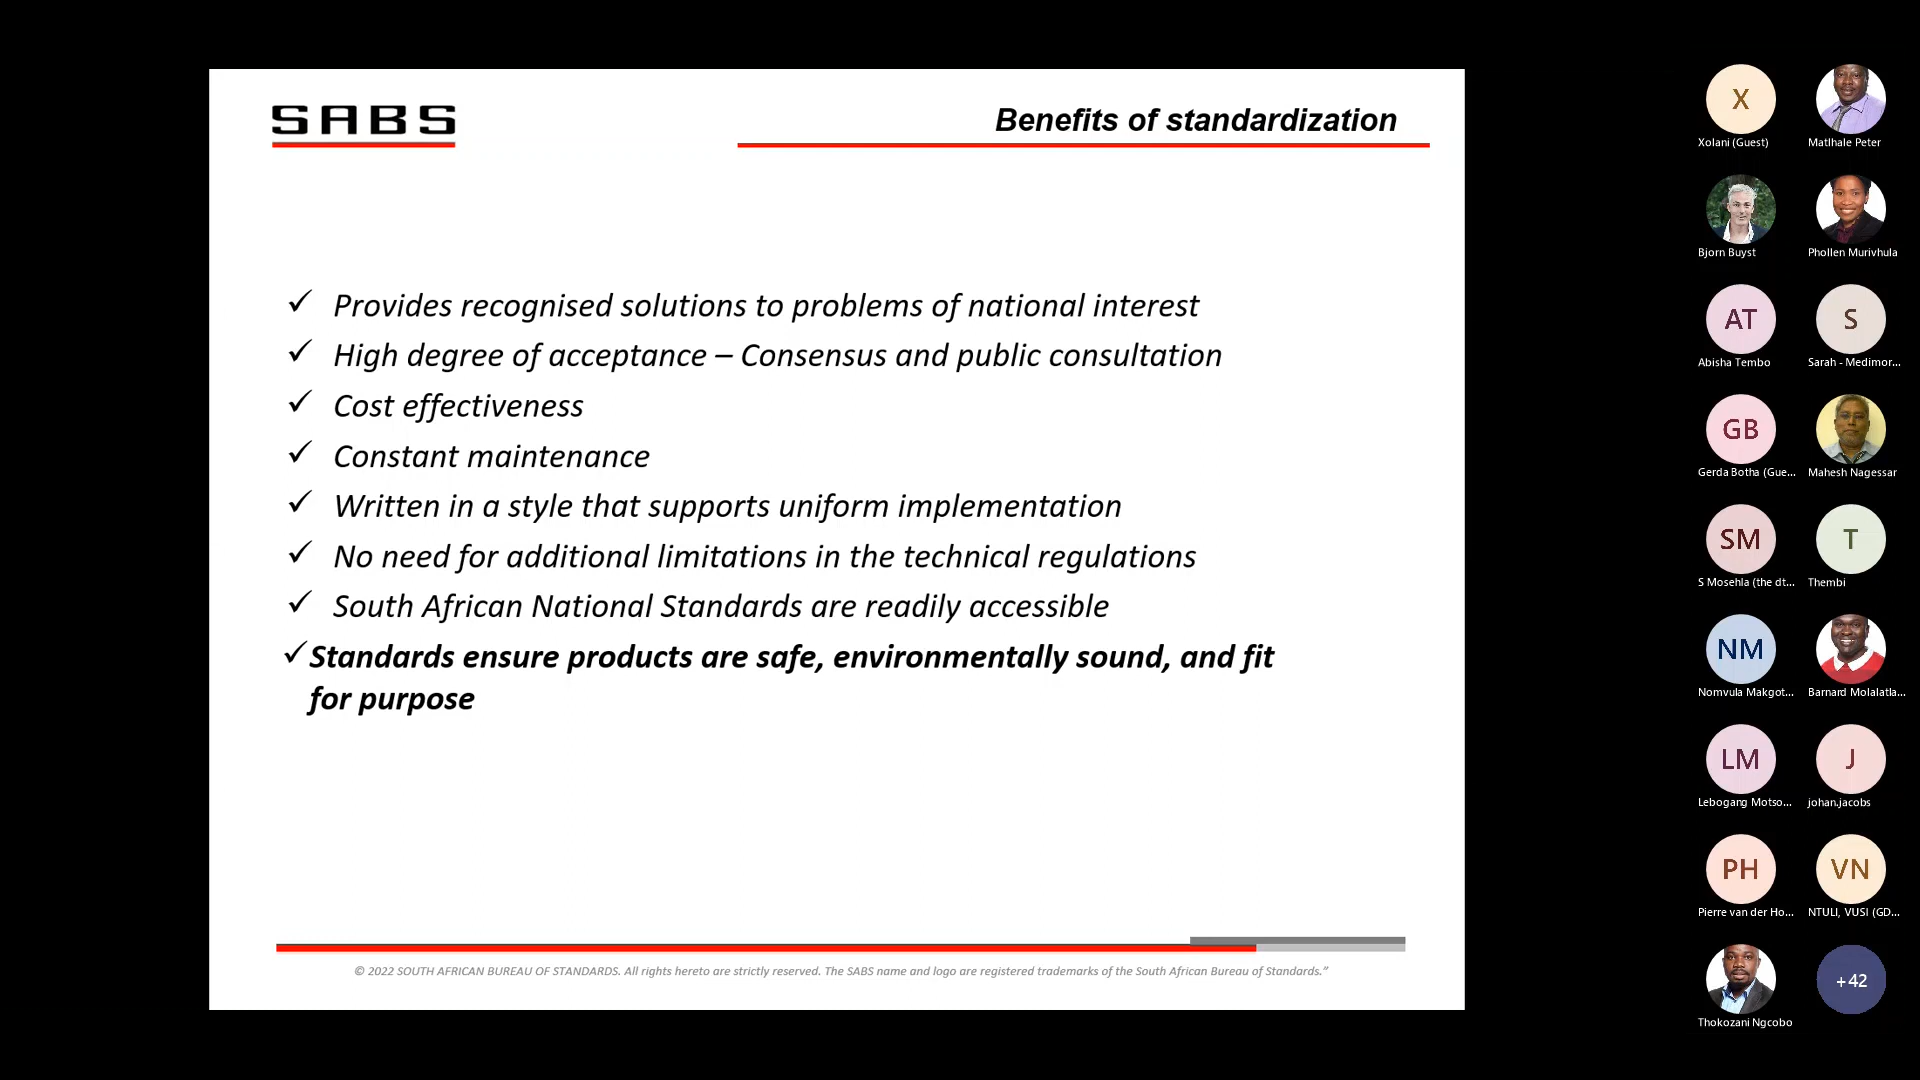 SABS
Benefits of standardization
✓ Provides recognised solutions to problems of national interest
✓ High degree of acceptance – Consensus and public consultation
✓ Cost effectiveness
✓ Constant maintenance
✓ Written in a style that supports uniform implementation
✓ No need for additional limitations in the technical regulations
✓ South African National Standards are readily accessible
✓ Standards ensure products are safe, environmentally sound, and fit
for purpose
© 2022 SOUTH AFRICAN BUREAU OF STANDARDS. All rights hereto are strictly reserved. The SABS name and logo are registered trademarks of the South African Bureau of Standards.”
X
Xolani (Guest)
Matlhale Peter
Bjorn Buyst
Phollen Murivhula
AT
S
Abisha Tembo
Sarah - Medimor...
GB
Gerda Botha (Gue...
Mahesh Nagessar
SM
T
S Mosehla (the dt...
Thembi
NM
Nomvula Makgot...
Barnard Molalatla...
LM
J
Lebogang Motso...
johan.jacobs
PH
VN
Pierre van der Ho...
NTULI, VUSI (GD...
+42
Thokozani Ngcobo